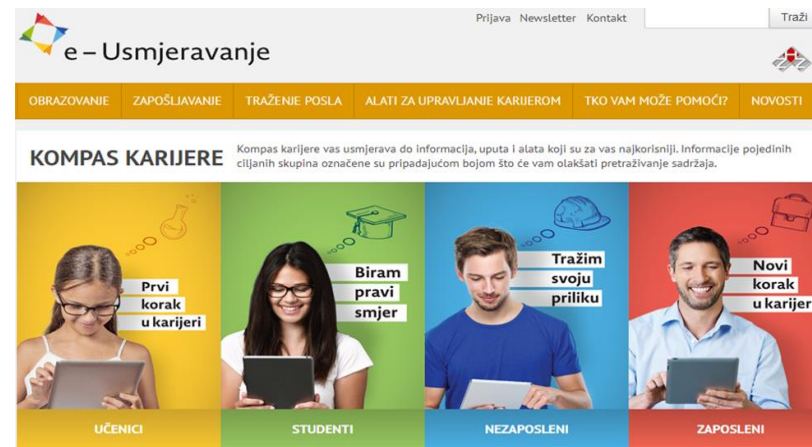 Prijava Newsletter Kontakt Traži
e – Usmjeravanje
OBRAZOVANJE ZAPOŠLJAVANJE TRAŽENJE POSLA ALATI ZA UPRAVLJANJE KARIJEROM TKO VAM MOŽE POMOĆI? NOVOSTI
KOMPAS KARIJERE
Kompas karijere vas usmjerava do informacija, uputa i alata koji su za vas najkorisniji. Informacije pojedinih
ciljanih skupina označene su pripadajućom bojom što će vam olakšati pretraživanje sadržaja.
Prvi
korak
u karijeri
Biram
pravi
smjer
Tražim
svoju
priliku
Novi
korak
u karijer
UČENICI
STUDENTI
NEZAPOSLENI
ZAPOSLENI